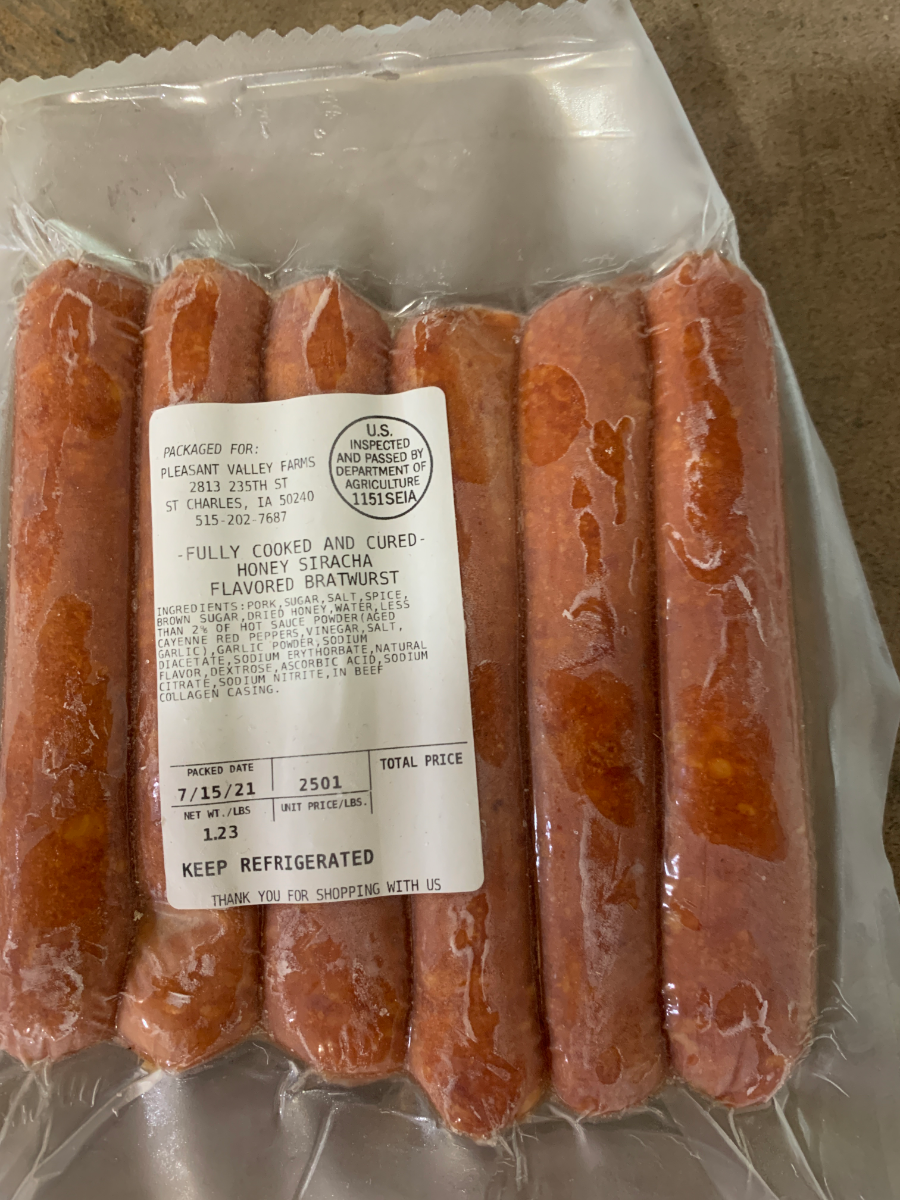 PACKAGED FOR:
PLEASANT VALLEY FARMS
2813 235TH ST
ST CHARLES, IA 50240
515-202-7687
U.S.
INSPECTED
AND PASSED BY
DEPARTMENT OF
AGRICULTURE
1151SEIA
-FULLY COOKED AND CURED-
HONEY SIRACHA
FLAVORED BRATWURST
INGREDIENTS:PORK,SUGAR,SALT,SPICE,
BROWN SUGAR,DRIED HONEY,WATER,LESS
THAN 2% OF HOT SAUCE POWDER(AGED
CAYENNE RED PEPPERS,VINEGAR,SALT,
GARLIC),GARLIC POWDER,SODIUM
DIACETATE,SODIUM ERYTHORBATE,NATURAL
FLAVOR,DEXTROSE,ASCORBIC ACID,SODIUM
CITRATE,SODIUM NITRITE,IN BEEF
COLLAGEN CASING.
PACKED DATE
7/15/21
2501
TOTAL PRICE
NET WT./LBS
UNIT PRICE/LBS.
1.23
KEEP REFRIGERATED
THANK YOU FOR SHOPPING WITH US